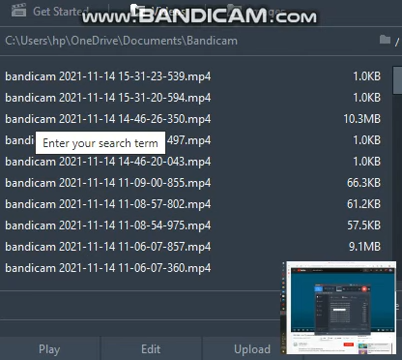 Get Started
www.BANDICAM.com
C:\Users\hp\OneDrive\Documents\Bandicam
bandicam 2021-11-14 15-31-23-539.mp4 1.0KB
bandicam 2021-11-14 15-31-20-594.mp4 1.0KB
bandicam 2021-11-14 14-46-26-350.mp4 10.3MB
bandi 497.mp4 1.0KB
Enter your search term
bandicam 2021-11-14 14-46-20-043.mp4 1.0KB
bandicam 2021-11-14 11-09-00-855.mp4 66.3KB
bandicam 2021-11-14 11-08-57-802.mp4 61.2KB
bandicam 2021-11-14 11-08-54-975.mp4 57.5KB
bandicam 2021-11-14 11-06-07-857.mp4 9.1MB
bandicam 2021-11-14 11-06-07-360.mp4
Play Edit Upload